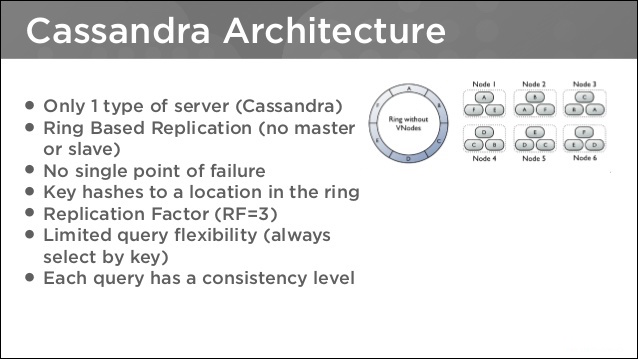 Cassandra Architecture
• Only 1 type of server (Cassandra)
• Ring Based Replication (no master
or slave)
• No single point of failure
• Key hashes to a location in the ring
• Replication Factor (RF=3)
• Limited query flexibility (always
select by key)
• Each query has a consistency level
A
B
C
D
Ring without
VNodes
Node 1
Node 2
Node 3
A
B
C
F E
A F
B A
D
E
F
C B
D C
E D
Node 4
Node 5
Node 6